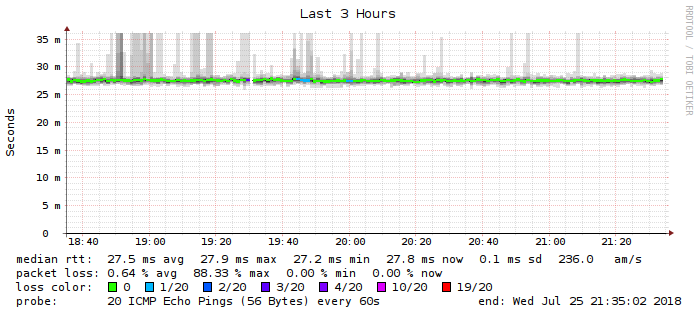 Last 3 Hours
RRDTOOL / TOBI OETIKER
Seconds
35 m
30 m
25 m
20 m
15 m
10 m
5 m
0
18:40 19:00 19:20 19:40 20:00 20:20 20:40 21:00 21:20
median rtt: 27.5 ms avg 27.9 ms max 27.2 ms min 27.8 ms now 0.1 ms sd 236.0 am/s
packet loss: 0.64 % avg 88.33 % max 0.00 % min 0.00 % now
loss color: 0 1/20 2/20 3/20 4/20 10/20 19/20
probe: 20 ICMP Echo Pings (56 Bytes) every 60s end: Wed Jul 25 21:35:02 2018